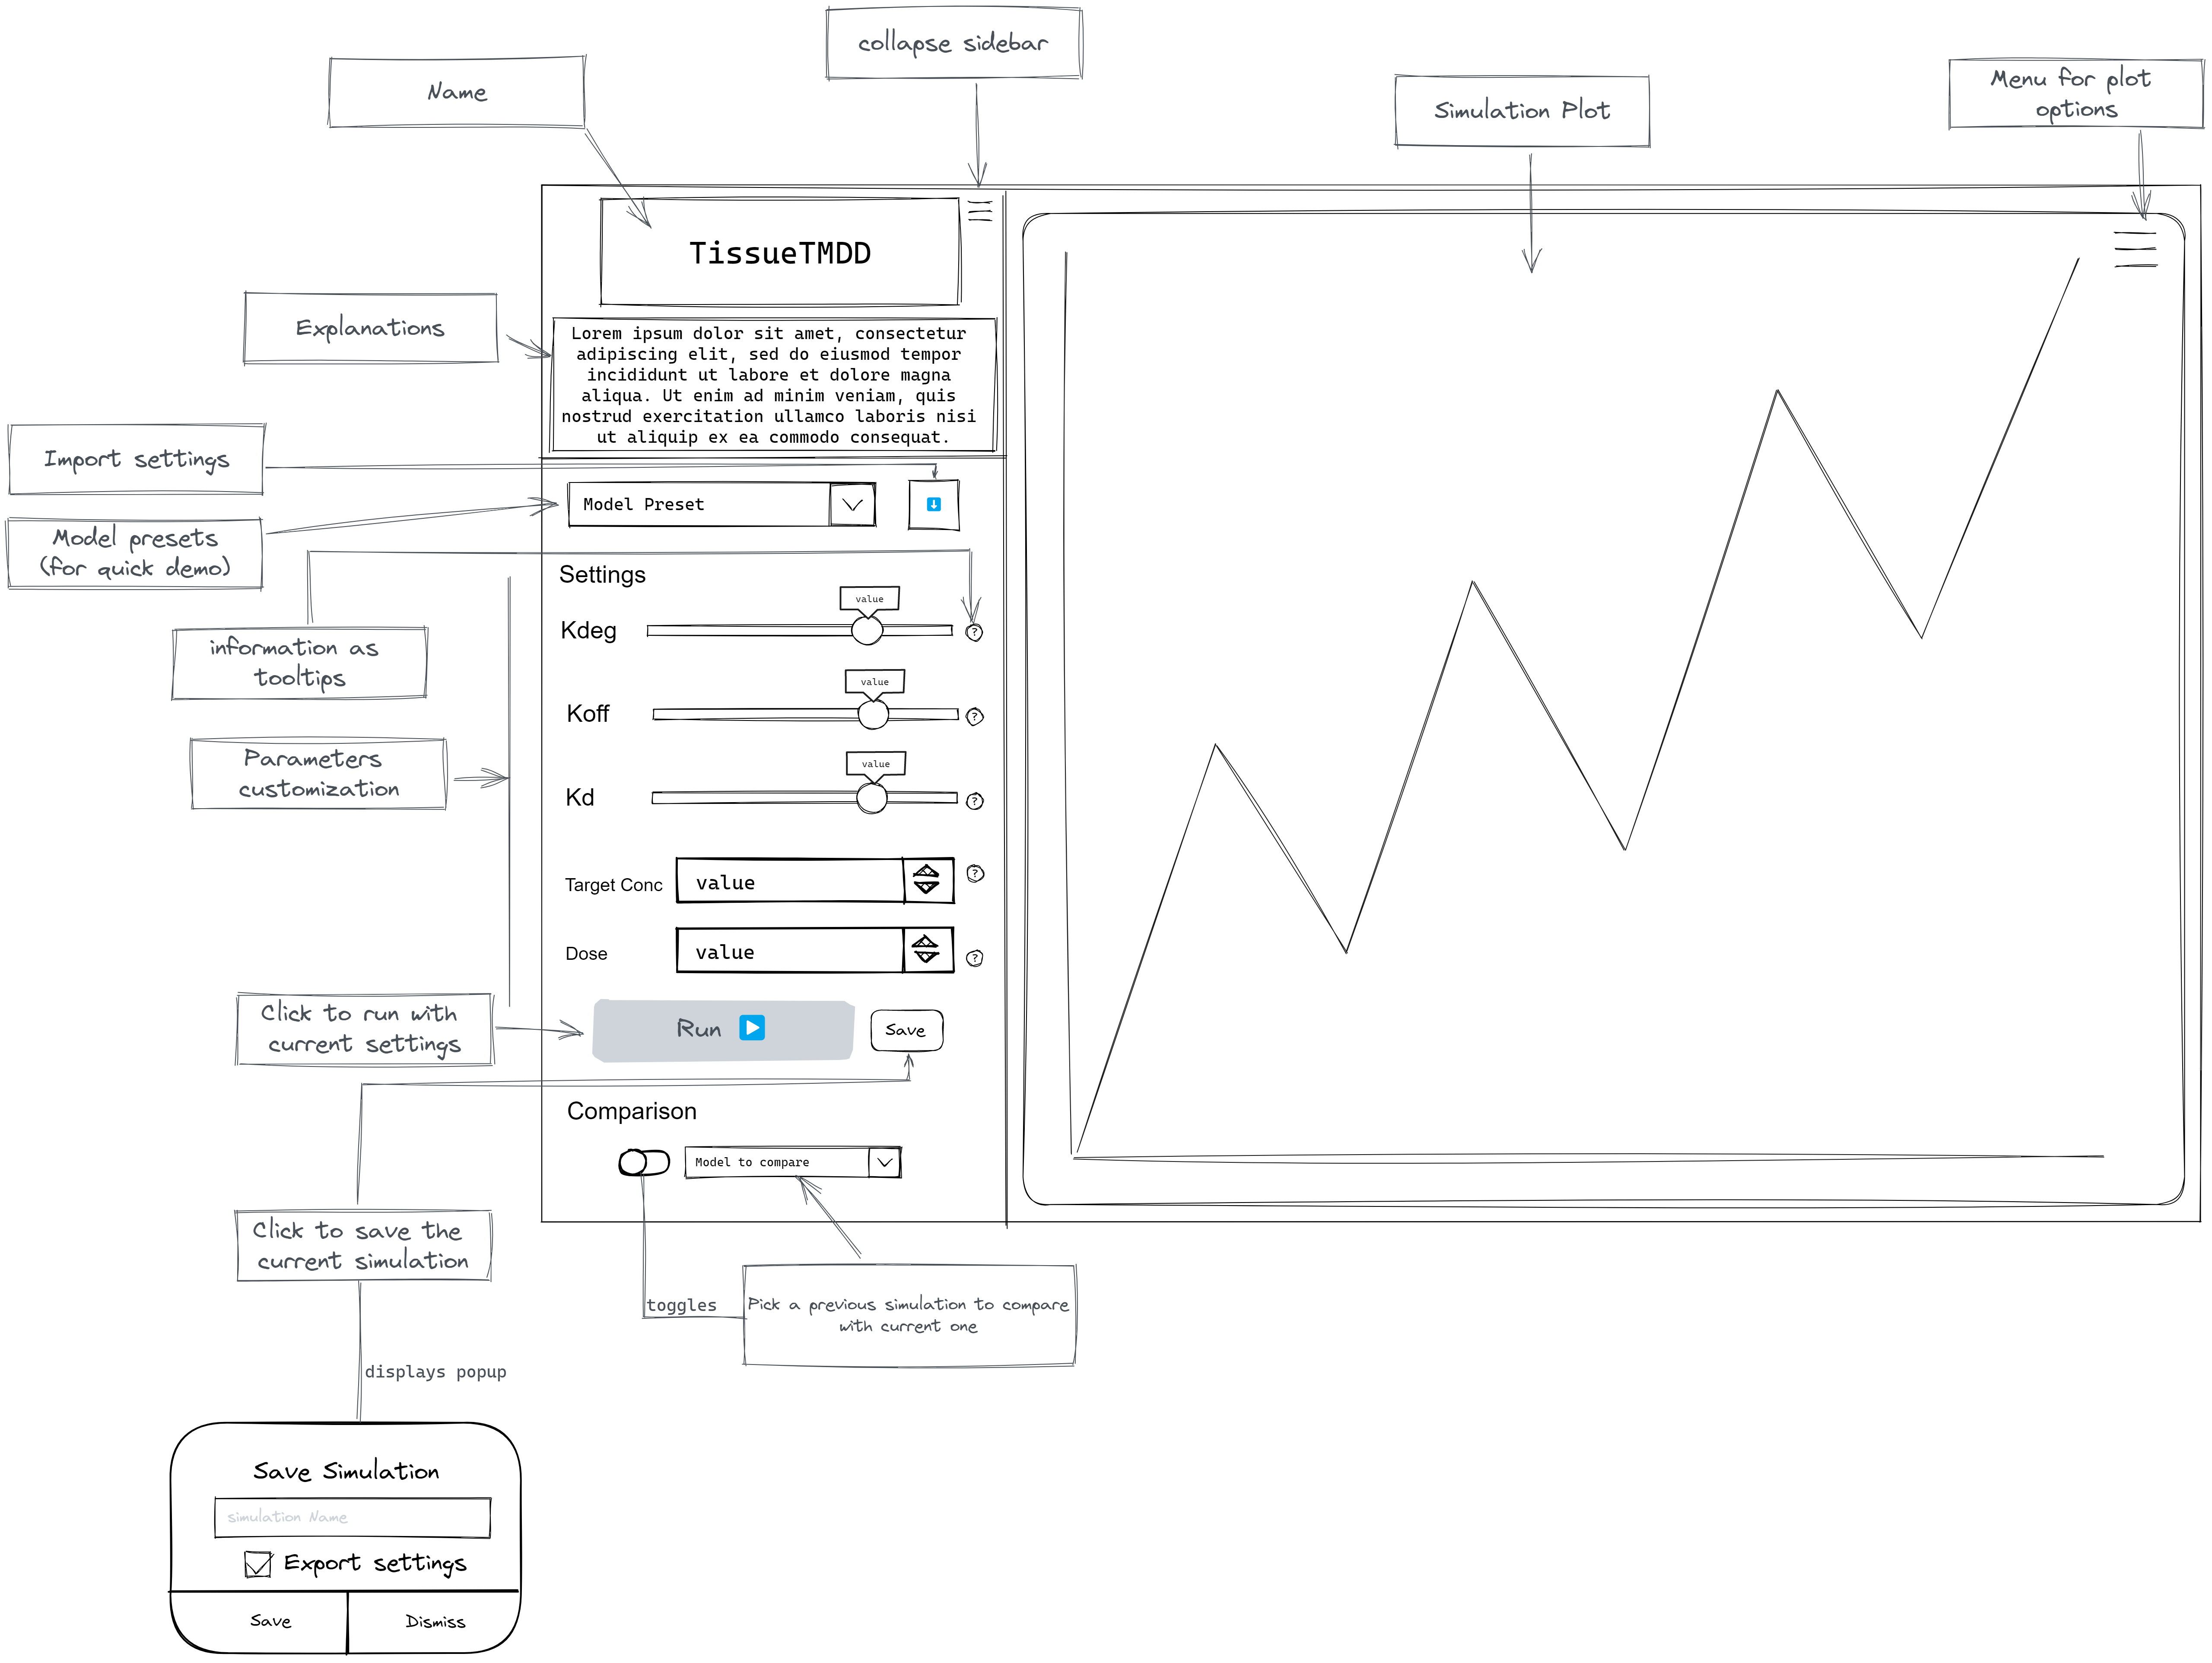 collapse sidebar
Name
Simulation Plot
Menu for plot
options
TissueTMDD
Explanations
Lorem ipsum dolor sit amet, consectetur
adipiscing elit, sed do eiusmod tempor
incididunt ut labore et dolore magna
aliqua. Ut enim ad minim veniam, quis
nostrud exercitation ullamco laboris nisi
ut aliquip ex ea commodo consequat.
Import settings
Model Preset
Model presets
(for quick demo)
Settings
value
Kdeg
?
information as
tooltips
value
Koff
?
Parameters
customization
value
Kd
?
Target Conc
value
?
Dose
value
?
Click to run with
current settings
Run
Save
Comparison
Model to compare
Click to save the
current simulation
toggles
Pick a previous simulation to compare
with current one
displays popup
Save Simulation
simulation Name
Export settings
Save
Dismiss